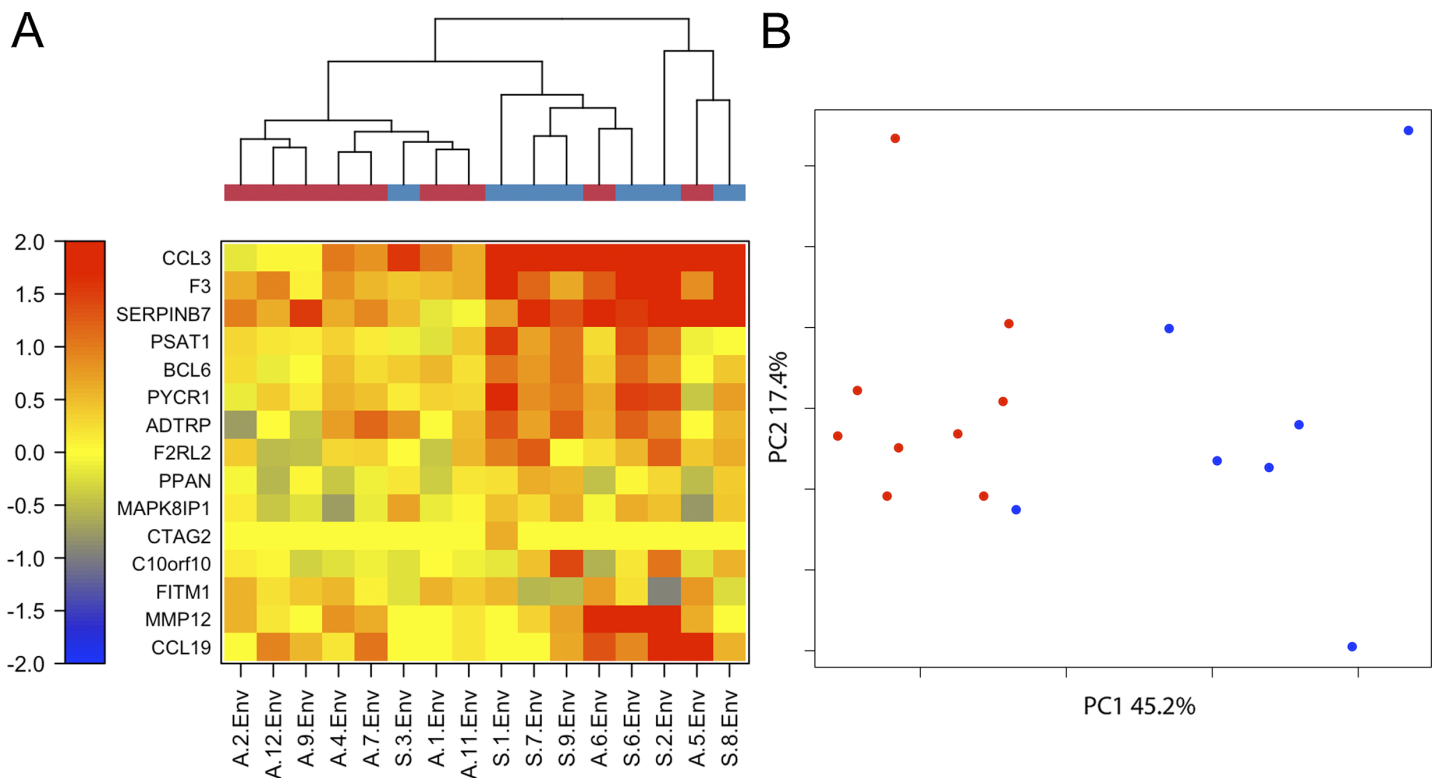 A
B
2.0
1.5
1.0
0.5
0.0
-0.5
-1.0
-1.5
-2.0
CCL3
F3
SERPINB7
PSAT1
BCL6
PYCR1
ADTRP
F2RL2
PPAN
MAPK8IP1
CTAG2
C10orf10
FITM1
MMP12
CCL19
A.2.Env
A.12.Env
A.9.Env
A.4.Env
A.7.Env
S.3.Env
A.1.Env
A.11.Env
S.1.Env
S.7.Env
S.9.Env
A.6.Env
S.6.Env
S.2.Env
A.5.Env
S.8.Env
PC2 17.4%
PC1 45.2%